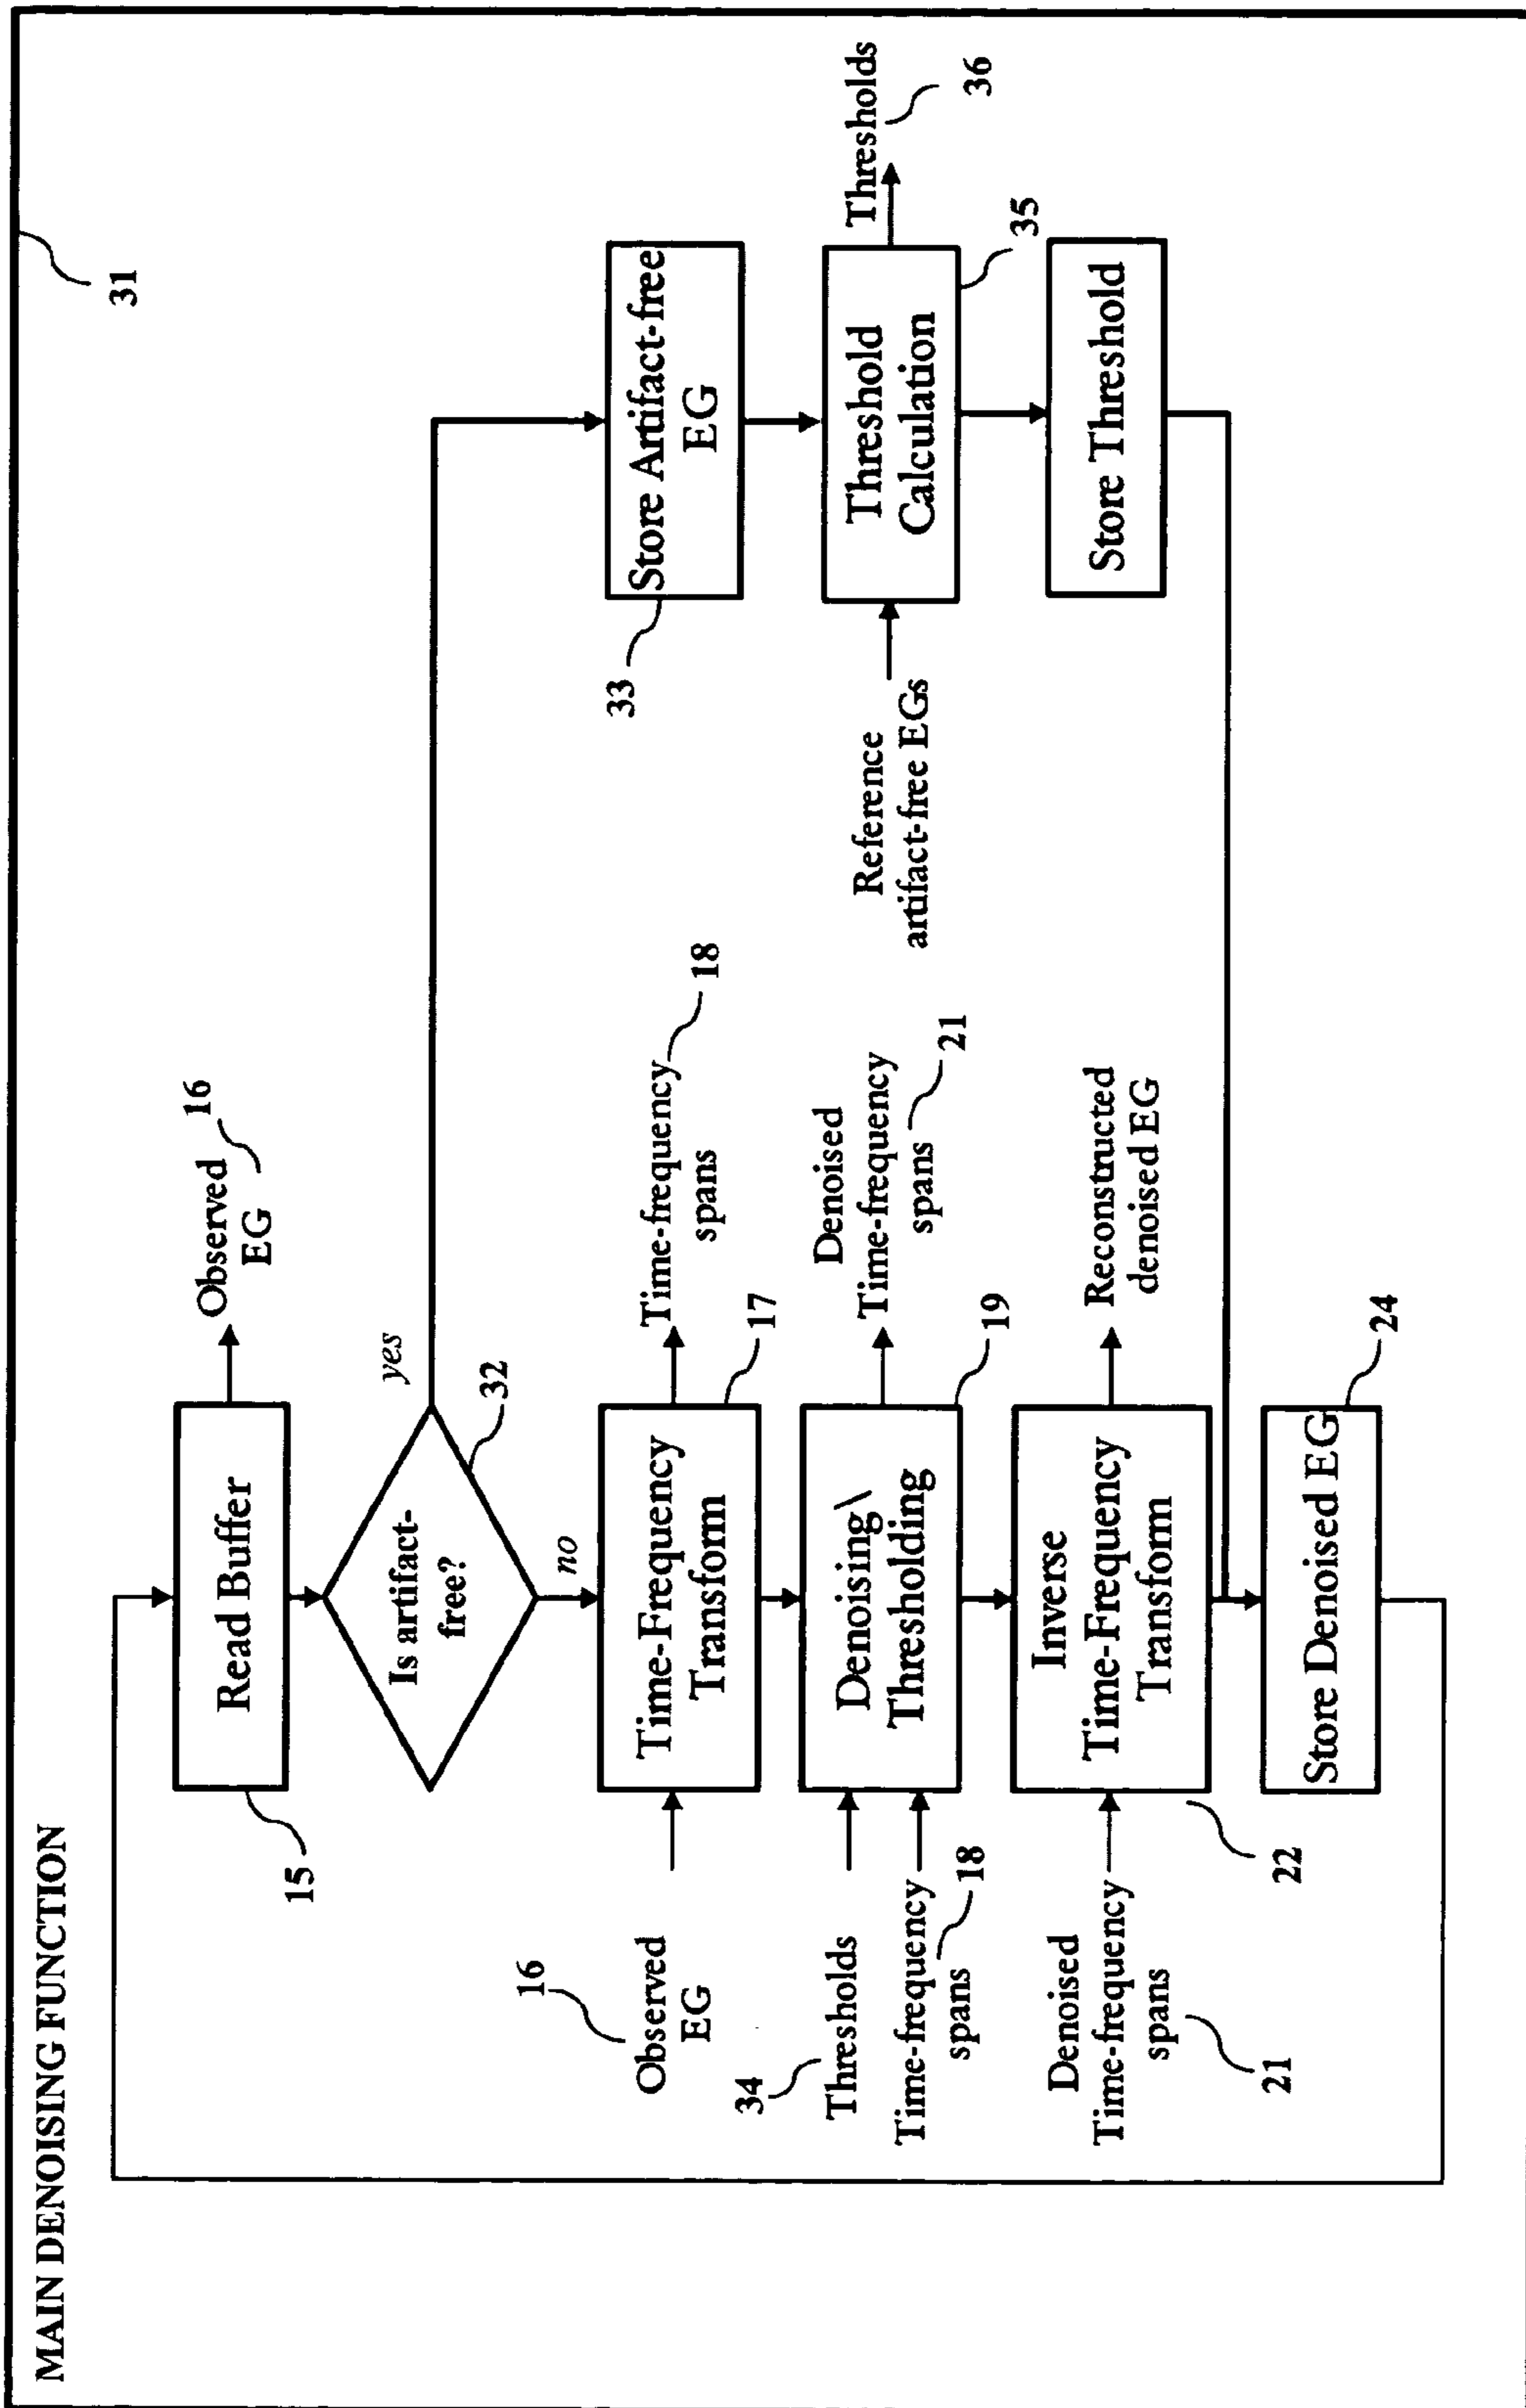 MAIN DENOISING FUNCTION
31
Read Buffer
15
Observed
EG
16
Is artifact-
free?
32
yes
no
Observed
EG
16
Time-Frequency
Transform
17
Time-frequency
spans
18
Thresholds
34
Time-frequency
spans
18
Denoising\
Thresholding
19
Denoised
Time-frequency
spans
21
Denoised
Time-frequency
spans
21
Inverse
Time-Frequency
Transform
22
Reconstructed
denoised EG
Store Denoised EG
24
Store Artifact-free
EG
33
Reference
artifact-free EGs
Threshold
Calculation
35
Thresholds
36
Store Threshold